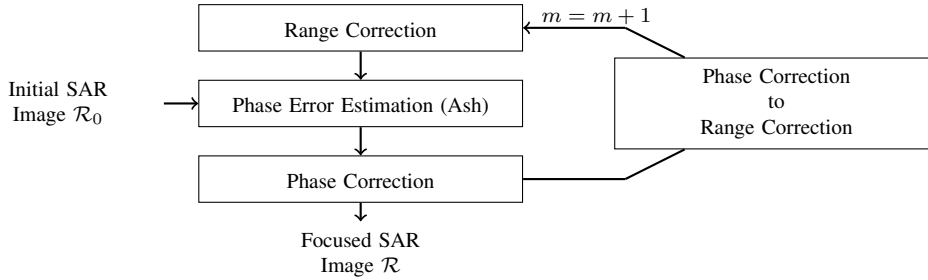 m = m + 1
Range Correction
Initial SAR
Image ℛ₀
Phase Error Estimation (Ash)
Phase Correction
to
Range Correction
Phase Correction
Focused SAR
Image ℛ